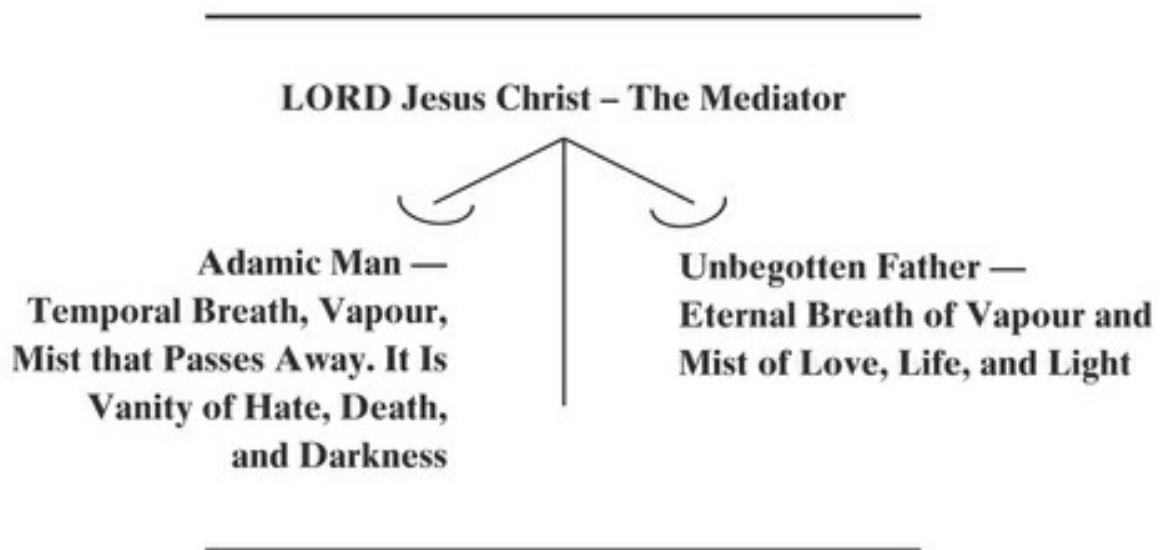 LORD Jesus Christ – The Mediator
Adamic Man —
Temporal Breath, Vapour,
Mist that Passes Away. It Is
Vanity of Hate, Death,
and Darkness
Unbegotten Father —
Eternal Breath of Vapour and
Mist of Love, Life, and Light